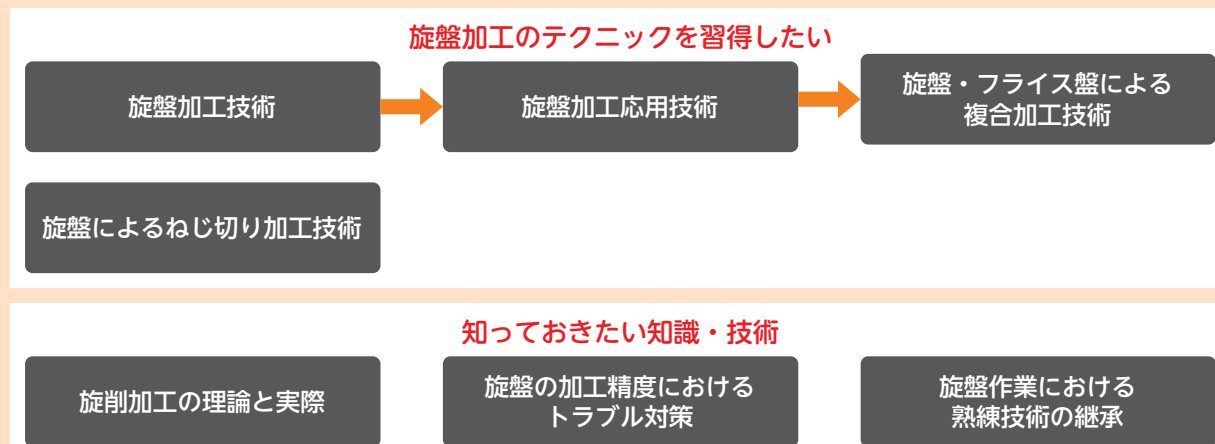 旋盤加工のテクニックを習得したい
旋盤加工技術
旋盤加工応用技術
旋盤・フライス盤による
複合加工技術
旋盤によるねじ切り加工技術
知っておきたい知識・技術
旋削加工の理論と実際
旋盤の加工精度における
トラブル対策
旋盤作業における
熟練技術の継承